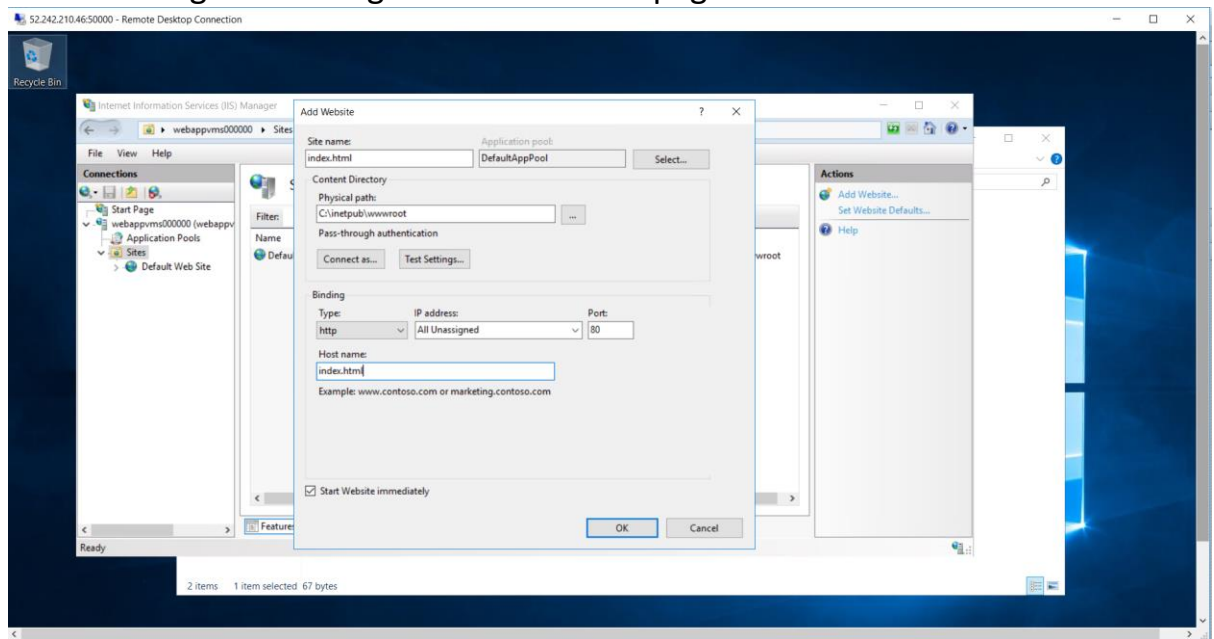 52.242.210.46:50000 - Remote Desktop Connection
Recycle Bin
Internet Information Services (IIS) Manager
webappvms000000 Sites
File View Help
Connections
Start Page
webappvms000000 (webappv
Application Pools
Sites
Default Web Site
Filter:
Name
Defau
Features
Ready
Add Website
? X
Site name:
Application pool:
index.html
DefaultAppPool
Select...
Content Directory
Physical path:
C:\inetpub\wwwroot
...
Pass-through authentication
Connect as...
Test Settings...
Binding
Type:
IP address:
Port:
http
All Unassigned
80
Host name:
index.html
Example: www.contoso.com or marketing.contoso.com
Start Website immediately
OK
Cancel
wwroot
Actions
Add Website...
Set Website Defaults...
Help
2 items 1 item selected 67 bytes